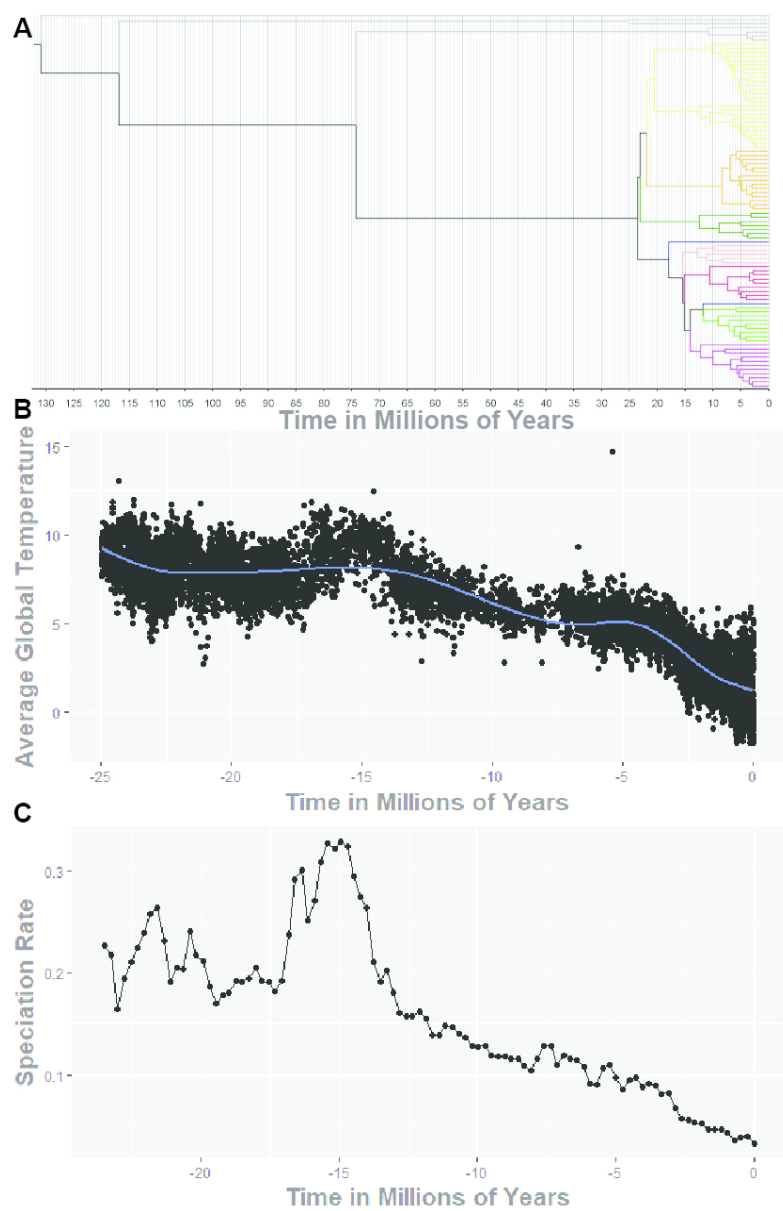 A
130 125 120 115 110 105 100 95 90 85 80 75 70 65 60 55 50 45 40 35 30 25 20 15 10 5 0
Time in Millions of Years
B
Average Global Temperature
15
10
5
0
-25 -20 -15 -10 -5 0
Time in Millions of Years
C
Speciation Rate
0.3
0.2
0.1
-20 -15 -10 -5 0
Time in Millions of Years